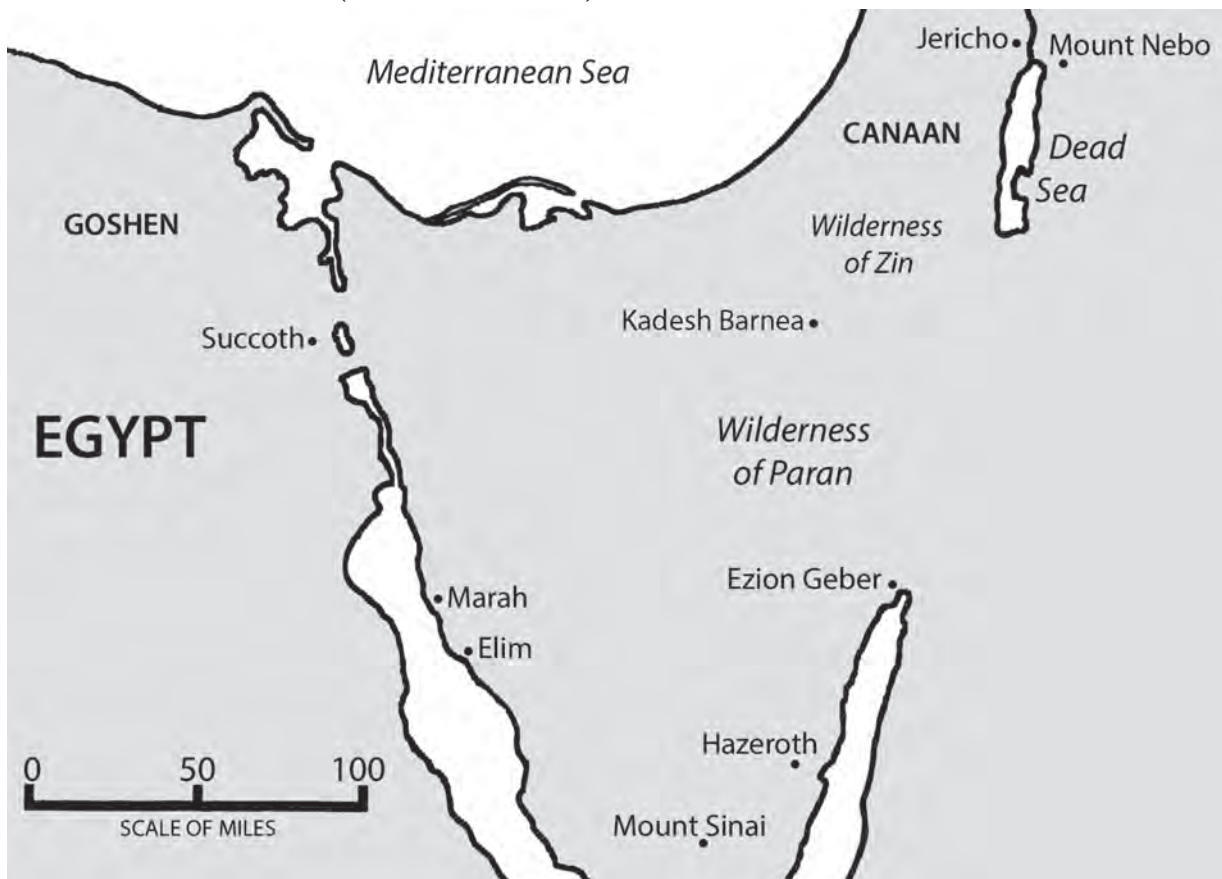 Jericho
Mount Nebo
Mediterranean Sea
CANAAN
Dead
Sea
GOSHEN
Wilderness
of Zin
Kadesh Barnea
Succoth
EGYPT
Wilderness
of Paran
Ezion Geber
Marah
Elim
Hazeroth
0 50 100
SCALE OF MILES
Mount Sinai